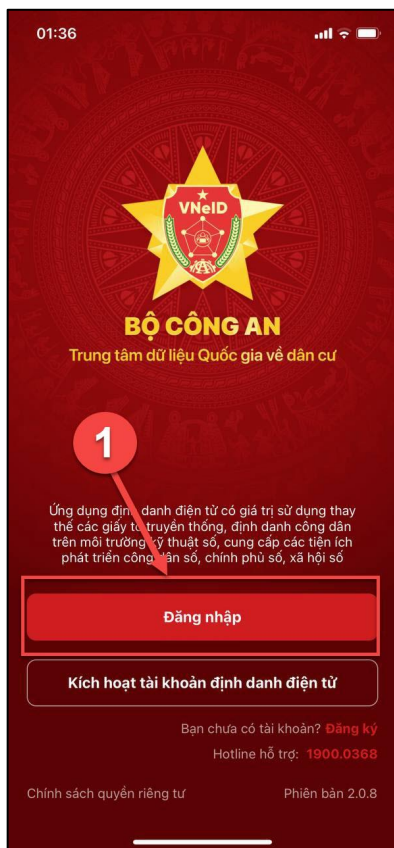 01:36
VNeID
BỘ CÔNG AN
Trung tâm dữ liệu Quốc gia về dân cư
1
Ứng dụng định danh điện tử có giá trị sử dụng thay
thế các giấy tờ truyền thống, định danh công dân
trên môi trường kỹ thuật số, cung cấp các tiện ích
phát triển công dân số, chính phủ số, xã hội số
Đăng nhập
Kích hoạt tài khoản định danh điện tử
Bạn chưa có tài khoản? Đăng ký
Hotline hỗ trợ: 1900.0368
Chính sách quyền riêng tư Phiên bản 2.0.8